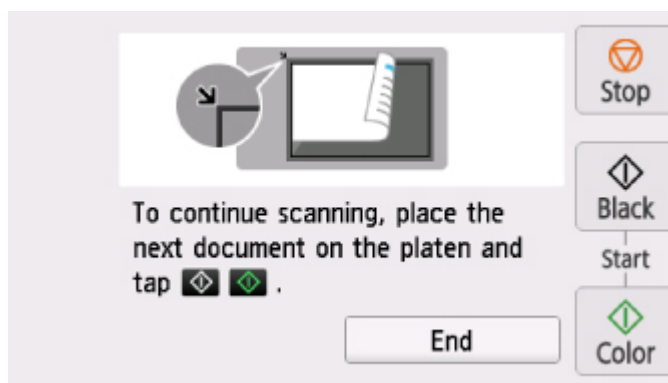 To continue scanning, place the
next document on the platen and
tap .
End
Stop
Black
Start
Color